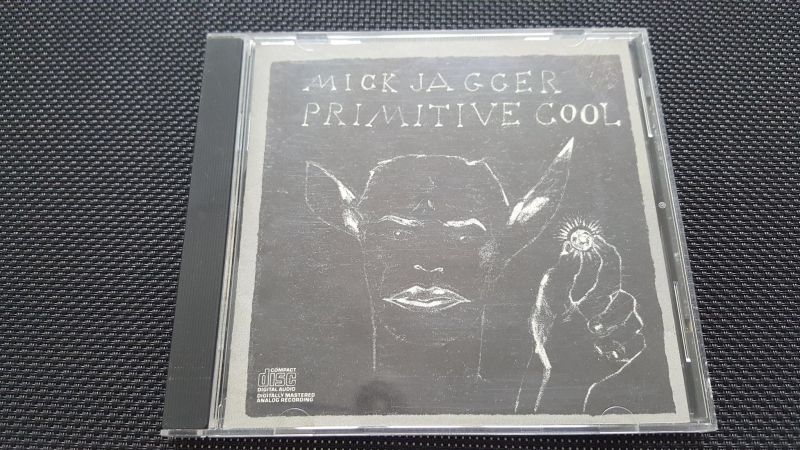 MICK JAGGER
PRIMITIVE COOL
COMPACT
disc
DIGITAL AUDIO
DIGITALLY MASTERED
ANALOG RECORDING